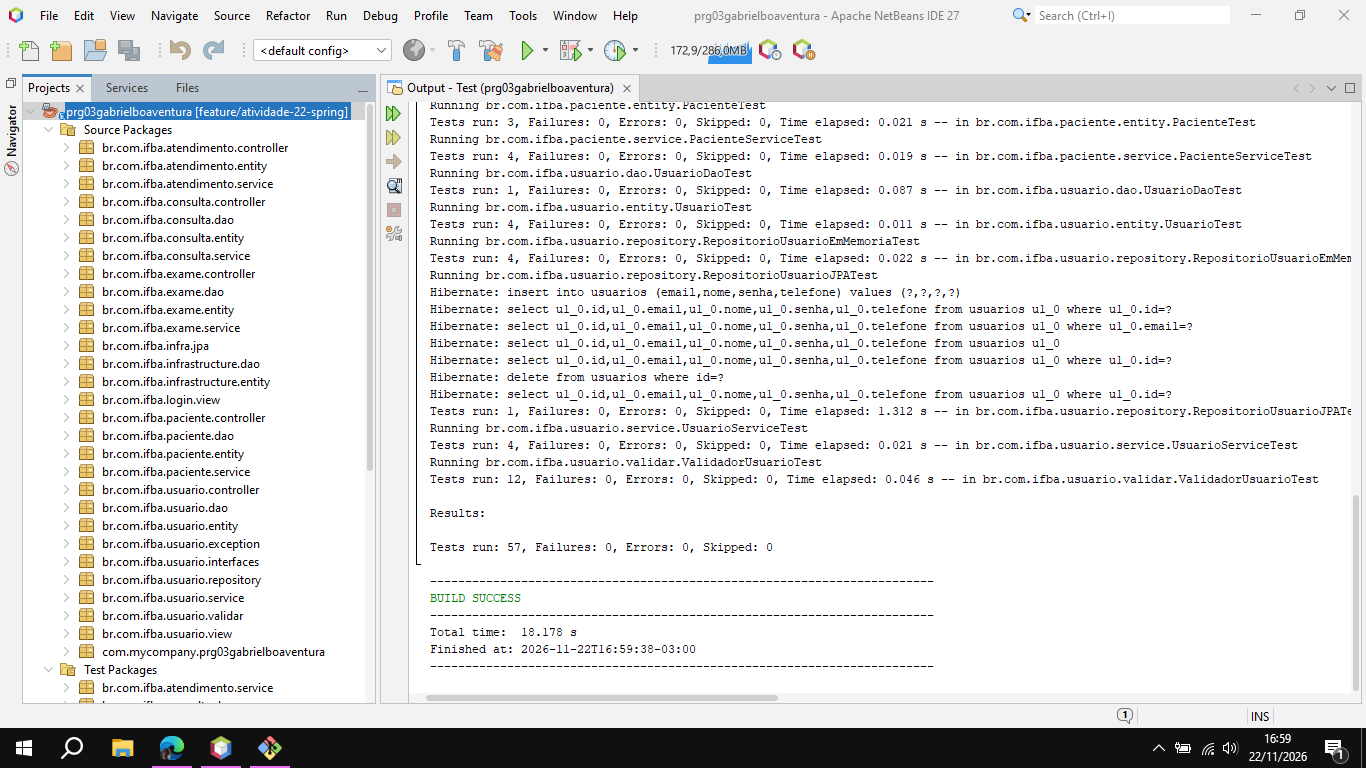 File Edit View Navigate Source Refactor Run Debug Profile Team Tools Window Help
prg03gabrielboaventura - Apache NetBeans IDE 27
Search (Ctrl+I)
<default config>
172,9/286,0MB
Projects
Services
Files
Navigator
prg03gabrielboaventura [feature/atividade-22-spring]
Source Packages
br.com.ifba.atendimento.controller
br.com.ifba.atendimento.entity
br.com.ifba.atendimento.service
br.com.ifba.consulta.controller
br.com.ifba.consulta.dao
br.com.ifba.consulta.entity
br.com.ifba.consulta.service
br.com.ifba.exame.controller
br.com.ifba.exame.dao
br.com.ifba.exame.entity
br.com.ifba.exame.service
br.com.ifba.infra.jpa
br.com.ifba.infrastructure.dao
br.com.ifba.infrastructure.entity
br.com.ifba.login.view
br.com.ifba.paciente.controller
br.com.ifba.paciente.dao
br.com.ifba.paciente.entity
br.com.ifba.paciente.service
br.com.ifba.usuario.controller
br.com.ifba.usuario.dao
br.com.ifba.usuario.entity
br.com.ifba.usuario.exception
br.com.ifba.usuario.interfaces
br.com.ifba.usuario.repository
br.com.ifba.usuario.service
br.com.ifba.usuario.validar
br.com.ifba.usuario.view
com.mycompany.prg03gabrielboaventura
Test Packages
br.com.ifba.atendimento.service
Output - Test (prg03gabrielboaventura)
Running br.com.ifba.paciente.entity.PacienteTest
Tests run: 3, Failures: 0, Errors: 0, Skipped: 0, Time elapsed: 0.021 s -- in br.com.ifba.paciente.entity.PacienteTest
Running br.com.ifba.paciente.service.PacienteServiceTest
Tests run: 4, Failures: 0, Errors: 0, Skipped: 0, Time elapsed: 0.019 s -- in br.com.ifba.paciente.service.PacienteServiceTest
Running br.com.ifba.usuario.dao.UsuarioDaoTest
Tests run: 1, Failures: 0, Errors: 0, Skipped: 0, Time elapsed: 0.087 s -- in br.com.ifba.usuario.dao.UsuarioDaoTest
Running br.com.ifba.usuario.entity.UsuarioTest
Tests run: 4, Failures: 0, Errors: 0, Skipped: 0, Time elapsed: 0.011 s -- in br.com.ifba.usuario.entity.UsuarioTest
Running br.com.ifba.usuario.repository.RepositorioUsuarioEmMemoriaTest
Tests run: 4, Failures: 0, Errors: 0, Skipped: 0, Time elapsed: 0.022 s -- in br.com.ifba.usuario.repository.RepositorioUsuarioEmMem
Running br.com.ifba.usuario.repository.RepositorioUsuarioJPATest
Hibernate: insert into usuarios (email,nome,senha,telefone) values (?,?,?,?)
Hibernate: select u1_0.id,u1_0.email,u1_0.nome,u1_0.senha,u1_0.telefone from usuarios u1_0 where u1_0.id=?
Hibernate: select u1_0.id,u1_0.email,u1_0.nome,u1_0.senha,u1_0.telefone from usuarios u1_0 where u1_0.email=?
Hibernate: select u1_0.id,u1_0.email,u1_0.nome,u1_0.senha,u1_0.telefone from usuarios u1_0
Hibernate: select u1_0.id,u1_0.email,u1_0.nome,u1_0.senha,u1_0.telefone from usuarios u1_0 where u1_0.id=?
Hibernate: delete from usuarios where id=?
Hibernate: select u1_0.id,u1_0.email,u1_0.nome,u1_0.senha,u1_0.telefone from usuarios u1_0 where u1_0.id=?
Tests run: 1, Failures: 0, Errors: 0, Skipped: 0, Time elapsed: 1.312 s -- in br.com.ifba.usuario.repository.RepositorioUsuarioJPATe
Running br.com.ifba.usuario.service.UsuarioServiceTest
Tests run: 4, Failures: 0, Errors: 0, Skipped: 0, Time elapsed: 0.021 s -- in br.com.ifba.usuario.service.UsuarioServiceTest
Running br.com.ifba.usuario.validar.ValidadorUsuarioTest
Tests run: 12, Failures: 0, Errors: 0, Skipped: 0, Time elapsed: 0.046 s -- in br.com.ifba.usuario.validar.ValidadorUsuarioTest
Results:
Tests run: 57, Failures: 0, Errors: 0, Skipped: 0
------------------------------------------------------------------------
BUILD SUCCESS
------------------------------------------------------------------------
Total time:  18.178 s
Finished at: 2026-11-22T16:59:38-03:00
------------------------------------------------------------------------
1
INS
16:59
22/11/2026
1